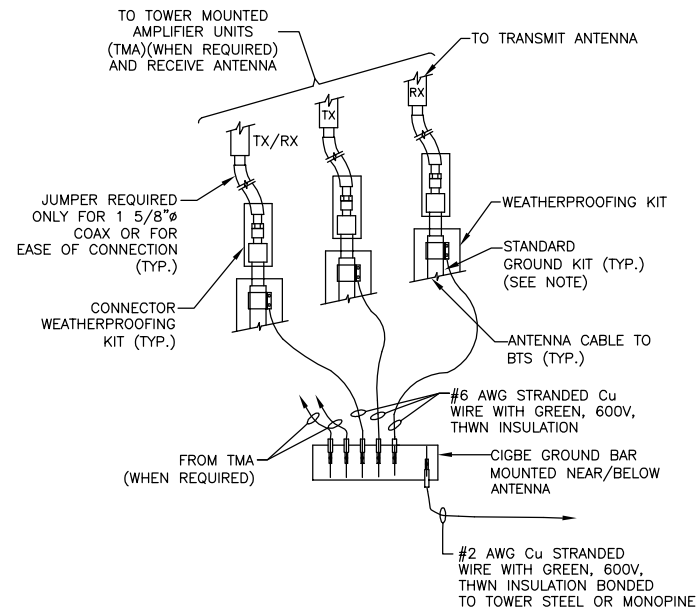 TO TOWER MOUNTED
AMPLIFIER UNITS
(TMA)(WHEN REQUIRED)
AND RECEIVE ANTENNA
TO TRANSMIT ANTENNA
RX
TX
TX/RX
JUMPER REQUIRED
ONLY FOR 1 5/8"ø
COAX OR FOR
EASE OF CONNECTION
(TYP.)
WEATHERPROOFING KIT
STANDARD
GROUND KIT (TYP.)
(SEE NOTE)
CONNECTOR
WEATHERPROOFING
KIT (TYP.)
ANTENNA CABLE TO
BTS (TYP.)
#6 AWG STRANDED Cu
WIRE WITH GREEN, 600V,
THWN INSULATION
FROM TMA
(WHEN REQUIRED)
CIGBE GROUND BAR
MOUNTED NEAR/BELOW
ANTENNA
#2 AWG Cu STRANDED
WIRE WITH GREEN, 600V,
THWN INSULATION BONDED
TO TOWER STEEL OR MONOPINE